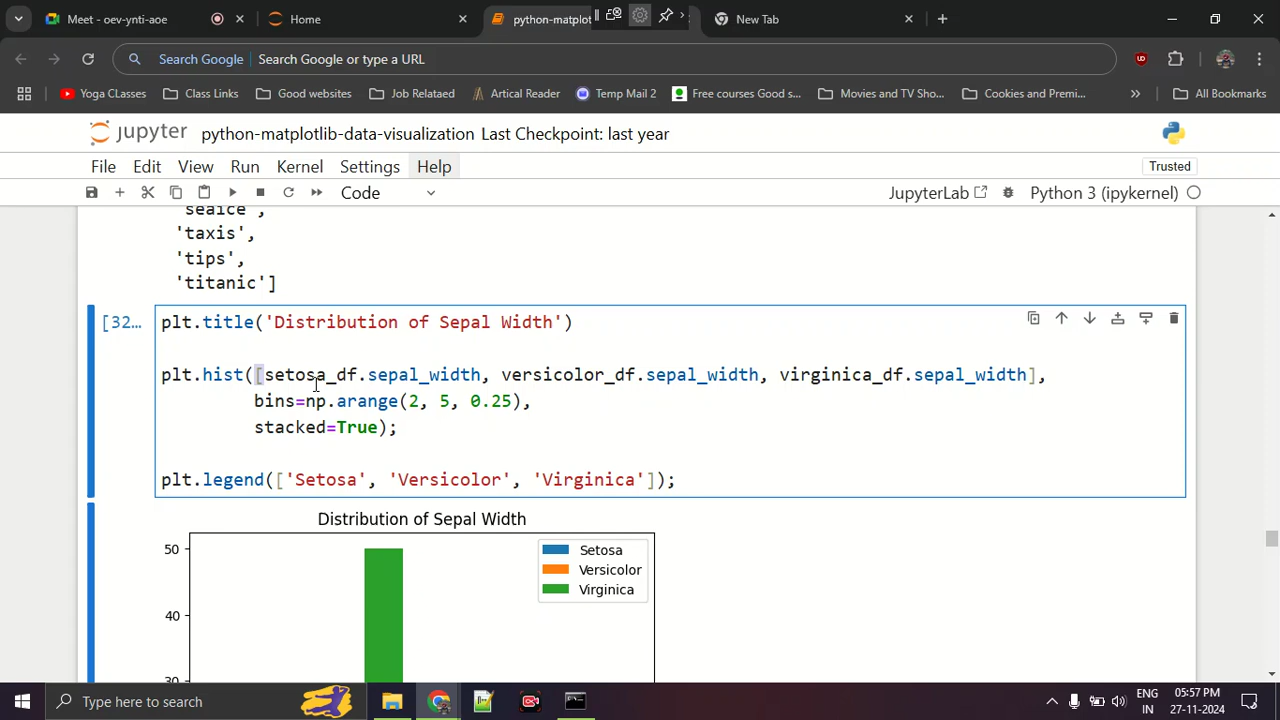 Meet - oev-ynti-aoe
Home
python-matplot
New Tab
Search Google
Search Google or type a URL
Yoga CLasses
Class Links
Good websites
Job Relataed
Artical Reader
Temp Mail 2
Free courses Good s...
Movies and TV Sho...
Cookies and Premi...
All Bookmarks
jupyter
python-matplotlib-data-visualization Last Checkpoint: last year
File Edit View Run Kernel Settings Help
Trusted
Code
JupyterLab
Python 3 (ipykernel)
'seaice',
'taxis',
'tips',
'titanic']
[32...
plt.title('Distribution of Sepal Width')
plt.hist([setosa_df.sepal_width, versicolor_df.sepal_width, virginica_df.sepal_width],
bins=np.arange(2, 5, 0.25),
stacked=True);
plt.legend(['Setosa', 'Versicolor', 'Virginica']);
Distribution of Sepal Width
50
40
30
Setosa
Versicolor
Virginica
Type here to search
ENG
IN
05:57 PM
27-11-2024